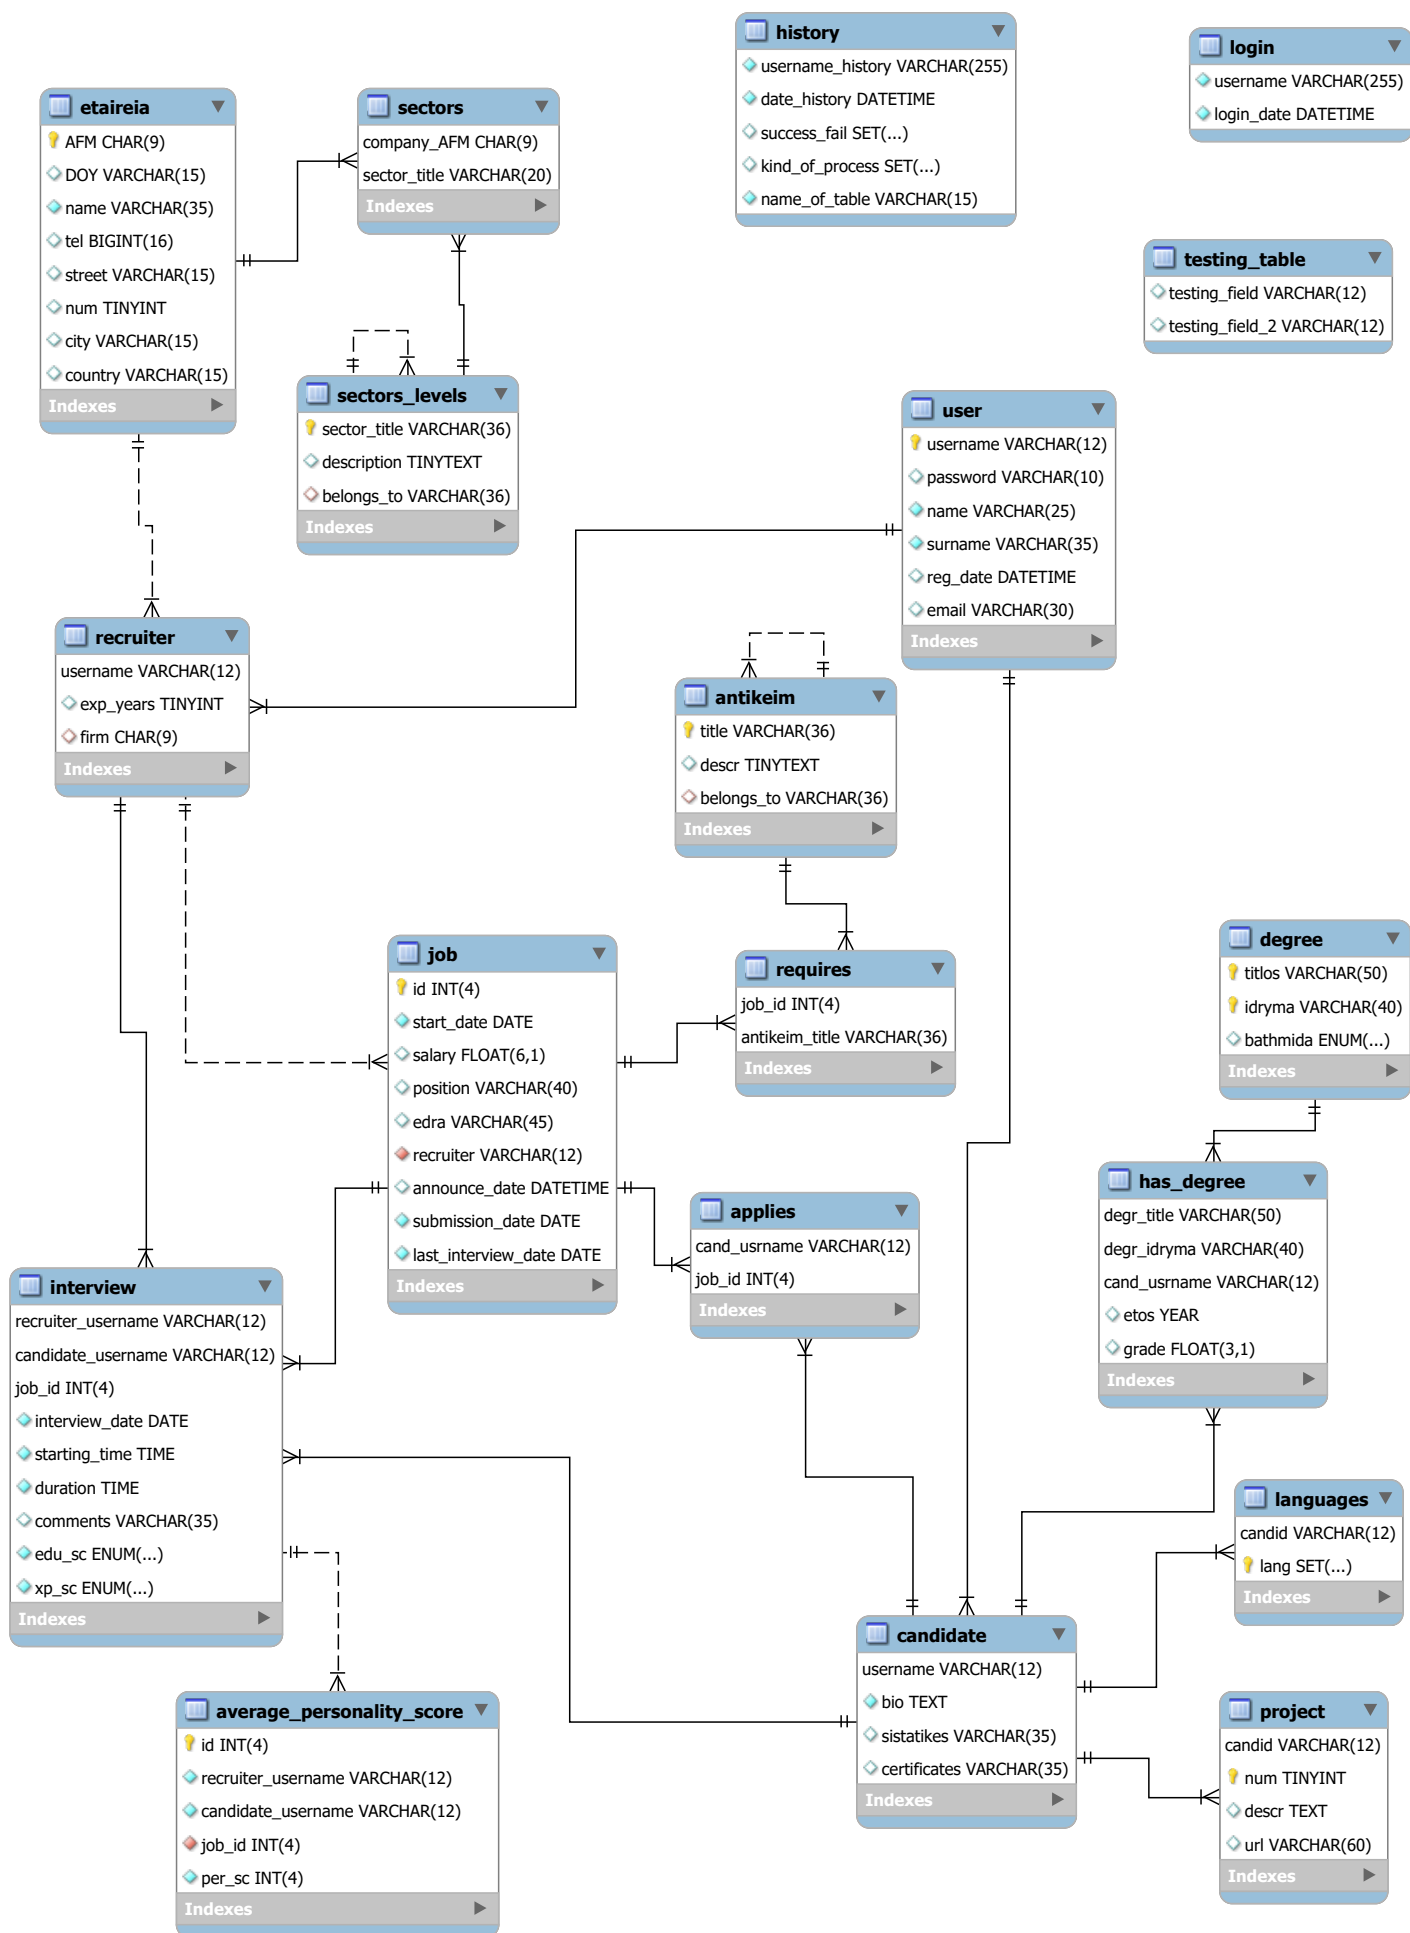 history
username_history VARCHAR(255)
date_history DATETIME
success_fail SET(...)
kind_of_process SET(...)
name_of_table VARCHAR(15)
login
username VARCHAR(255)
login_date DATETIME
etaireia
AFM CHAR(9)
DOY VARCHAR(15)
name VARCHAR(35)
tel BIGINT(16)
street VARCHAR(15)
num TINYINT
city VARCHAR(15)
country VARCHAR(15)
Indexes
sectors
company_AFM CHAR(9)
sector_title VARCHAR(20)
Indexes
testing_table
testing_field VARCHAR(12)
testing_field_2 VARCHAR(12)
sectors_levels
sector_title VARCHAR(36)
description TINYTEXT
belongs_to VARCHAR(36)
Indexes
user
username VARCHAR(12)
password VARCHAR(10)
name VARCHAR(25)
surname VARCHAR(35)
reg_date DATETIME
email VARCHAR(30)
Indexes
recruiter
username VARCHAR(12)
exp_years TINYINT
firm CHAR(9)
Indexes
antikeim
title VARCHAR(36)
descr TINYTEXT
belongs_to VARCHAR(36)
Indexes
job
id INT(4)
start_date DATE
salary FLOAT(6,1)
position VARCHAR(40)
edra VARCHAR(45)
recruiter VARCHAR(12)
announce_date DATETIME
submission_date DATE
last_interview_date DATE
Indexes
requires
job_id INT(4)
antikeim_title VARCHAR(36)
Indexes
degree
titlos VARCHAR(50)
idryma VARCHAR(40)
bathmida ENUM(...)
Indexes
applies
cand_usrname VARCHAR(12)
job_id INT(4)
Indexes
has_degree
degr_title VARCHAR(50)
degr_idryma VARCHAR(40)
cand_usrname VARCHAR(12)
etos YEAR
grade FLOAT(3,1)
Indexes
interview
recruiter_username VARCHAR(12)
candidate_username VARCHAR(12)
job_id INT(4)
interview_date DATE
starting_time TIME
duration TIME
comments VARCHAR(35)
edu_sc ENUM(...)
xp_sc ENUM(...)
Indexes
languages
candid VARCHAR(12)
lang SET(...)
Indexes
candidate
username VARCHAR(12)
bio TEXT
sistatikes VARCHAR(35)
certificates VARCHAR(35)
Indexes
average_personality_score
id INT(4)
recruiter_username VARCHAR(12)
candidate_username VARCHAR(12)
job_id INT(4)
per_sc INT(4)
Indexes
project
candid VARCHAR(12)
num TINYINT
descr TEXT
url VARCHAR(60)
Indexes